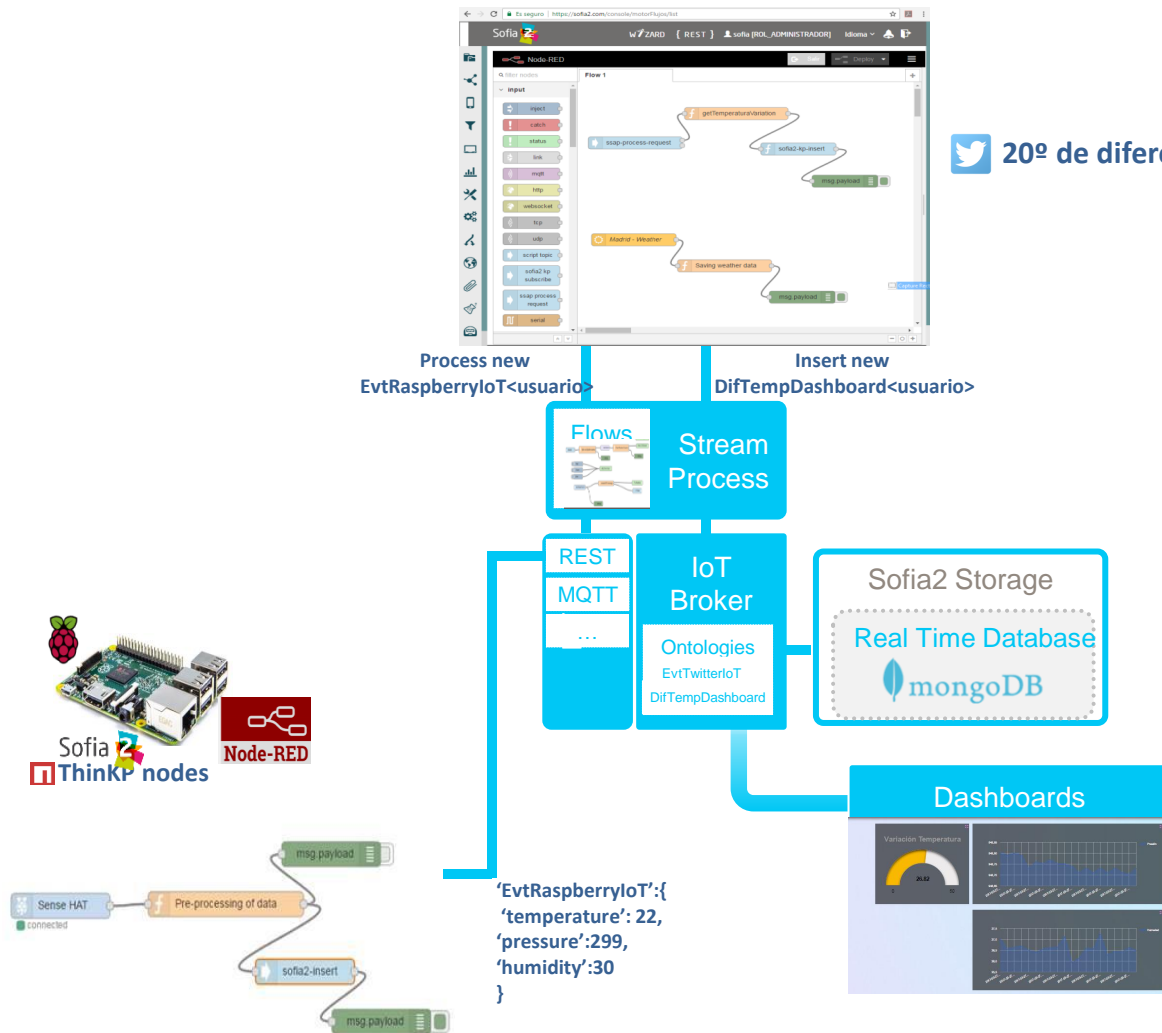 Es seguro | https://sofia2.com/console/motorFlujos/list
Sofia 2
WIZARD { REST } sofia [ROL_ADMINISTRADOR] Idioma
Node-RED
Deploy
filter nodes
Flow 1
input
inject
catch
status
link
mqtt
http
websocket
tcp
udp
script topic
sofia2 kp
subscribe
ssap process
request
serial
getTemperaturaVariation
ssap-process-request
sofia2-kp-insert
msg.payload
Madrid - Weather
Saving weather data
msg.payload
20º de difere
Process new
EvtRaspberryIoT<usuario>
Insert new
DifTempDashboard<usuario>
Flows
Stream
Process
REST
MQTT
…
IoT
Broker
Ontologies
EvtTwitterIoT
DifTempDashboard
Sofia2 Storage
Real Time Database
mongoDB
Sofia 2
ThinKP nodes
Node-RED
Dashboards
Variación Temperatura
26.82
msg.payload
Sense HAT
connected
Pre-processing of data
sofia2-insert
msg.payload
‘EvtRaspberryIoT’:{
‘temperature’: 22,
‘pressure’:299,
‘humidity’:30
}